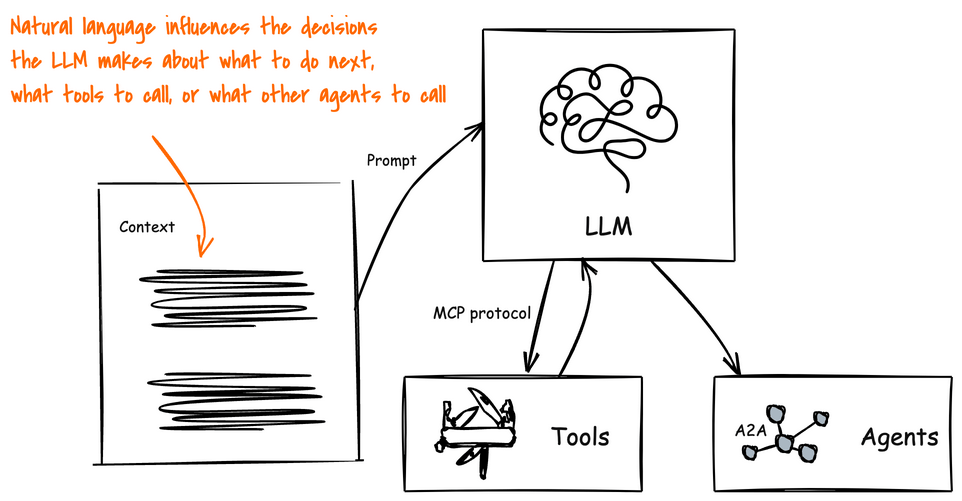 Natural language influences the decisions
the LLM makes about what to do next,
what tools to call, or what other agents to call
Prompt
Context
LLM
MCP protocol
Tools
A2A
Agents